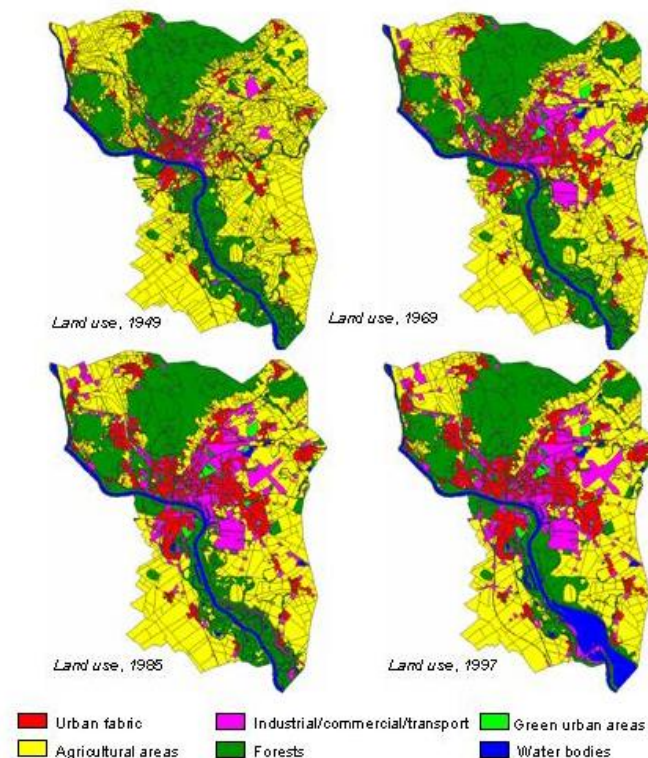 Land use, 1949
Land use, 1969
Land use, 1985
Land use, 1997
Urban fabric
Industrial/commercial/transport
Green urban areas
Agricultural areas
Forests
Water bodies